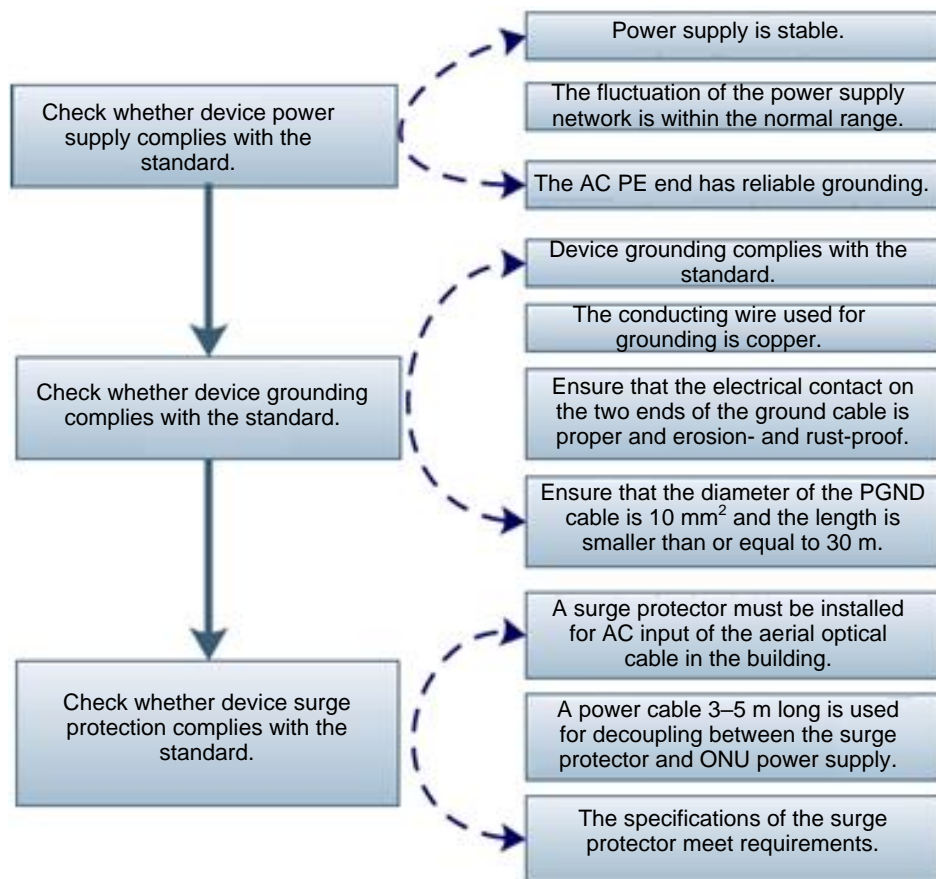 Check whether device power
supply complies with the
standard.
Power supply is stable.
The fluctuation of the power supply
network is within the normal range.
The AC PE end has reliable grounding.
Check whether device grounding
complies with the standard.
Device grounding complies with the
standard.
The conducting wire used for
grounding is copper.
Ensure that the electrical contact on
the two ends of the ground cable is
proper and erosion- and rust-proof.
Ensure that the diameter of the PGND
cable is 10 mm² and the length is
smaller than or equal to 30 m.
Check whether device surge
protection complies with the
standard.
A surge protector must be installed
for AC input of the aerial optical
cable in the building.
A power cable 3–5 m long is used
for decoupling between the surge
protector and ONU power supply.
The specifications of the surge
protector meet requirements.